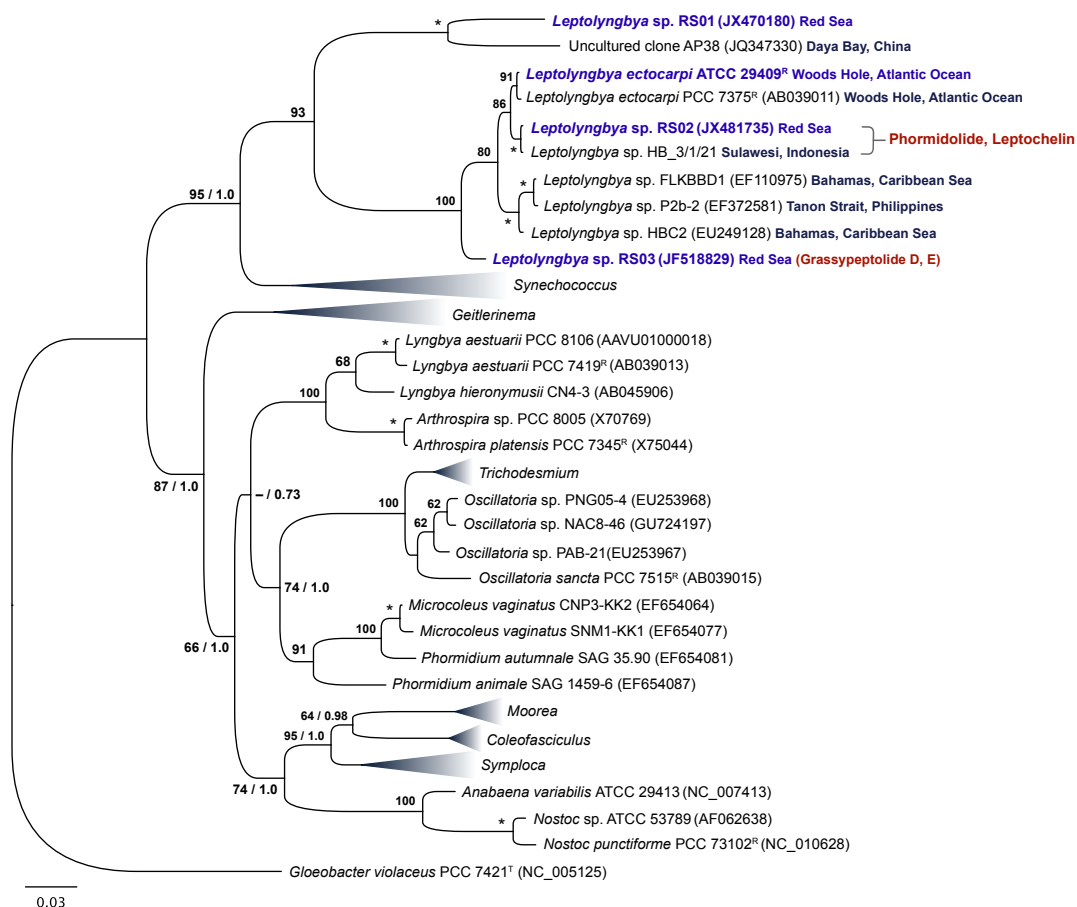 *
Leptolyngbya sp. RS01 (JX470180) Red Sea
Uncultured clone AP38 (JQ347330) Daya Bay, China
93
91
Leptolyngbya ectocarpi ATCC 29409ᴿ Woods Hole, Atlantic Ocean
Leptolyngbya ectocarpi PCC 7375ᴿ (AB039011) Woods Hole, Atlantic Ocean
86
Leptolyngbya sp. RS02 (JX481735) Red Sea
Phormidolide, Leptochelin
*
Leptolyngbya sp. HB_3/1/21 Sulawesi, Indonesia
80
*
Leptolyngbya sp. FLKBBD1 (EF110975) Bahamas, Caribbean Sea
95 / 1.0
100
Leptolyngbya sp. P2b-2 (EF372581) Tanon Strait, Philippines
*
Leptolyngbya sp. HBC2 (EU249128) Bahamas, Caribbean Sea
Leptolyngbya sp. RS03 (JF518829) Red Sea (Grassypeptolide D, E)
Synechococcus
Geitlerinema
*
Lyngbya aestuarii PCC 8106 (AAVU01000018)
68
Lyngbya aestuarii PCC 7419ᴿ (AB039013)
100
Lyngbya hieronymusii CN4-3 (AB045906)
*
Arthrospira sp. PCC 8005 (X70769)
Arthrospira platensis PCC 7345ᴿ (X75044)
Trichodesmium
87 / 1.0
– / 0.73
100
62
Oscillatoria sp. PNG05-4 (EU253968)
62
Oscillatoria sp. NAC8-46 (GU724197)
Oscillatoria sp. PAB-21(EU253967)
Oscillatoria sancta PCC 7515ᴿ (AB039015)
74 / 1.0
*
Microcoleus vaginatus CNP3-KK2 (EF654064)
100
Microcoleus vaginatus SNM1-KK1 (EF654077)
66 / 1.0
91
Phormidium autumnale SAG 35.90 (EF654081)
Phormidium animale SAG 1459-6 (EF654087)
64 / 0.98
Moorea
95 / 1.0
Coleofasciculus
Symploca
74 / 1.0
100
Anabaena variabilis ATCC 29413 (NC_007413)
*
Nostoc sp. ATCC 53789 (AF062638)
Nostoc punctiforme PCC 73102ᴿ (NC_010628)
Gloeobacter violaceus PCC 7421ᵀ (NC_005125)
0.03